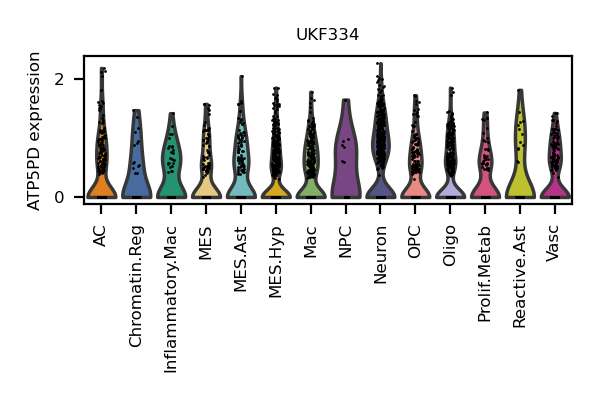 UKF334
ATP5PD expression
2
0
AC
Chromatin.Reg
Inflammatory.Mac
MES
MES.Ast
MES.Hyp
Mac
NPC
Neuron
OPC
Oligo
Prolif.Metab
Reactive.Ast
Vasc